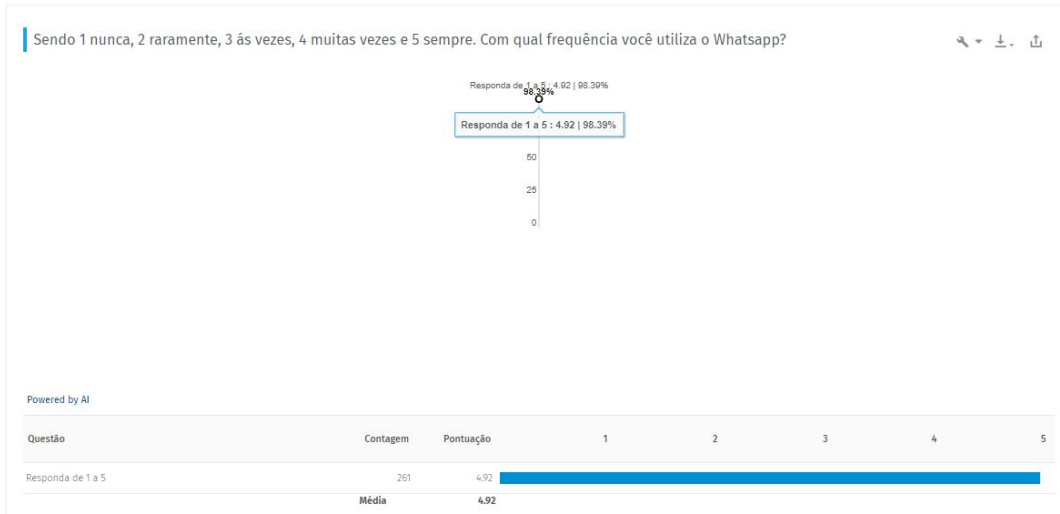 Sendo 1 nunca, 2 raramente, 3 ás vezes, 4 muitas vezes e 5 sempre. Com qual frequência você utiliza o Whatsapp?
Responda de 1 a 5 : 4.92 | 98.39%
98.39%
Responda de 1 a 5 : 4.92 | 98.39%
50
25
0
Powered by AI
Questão Contagem Pontuação 1 2 3 4 5
Responda de 1 a 5 261 4.92
Média 4.92